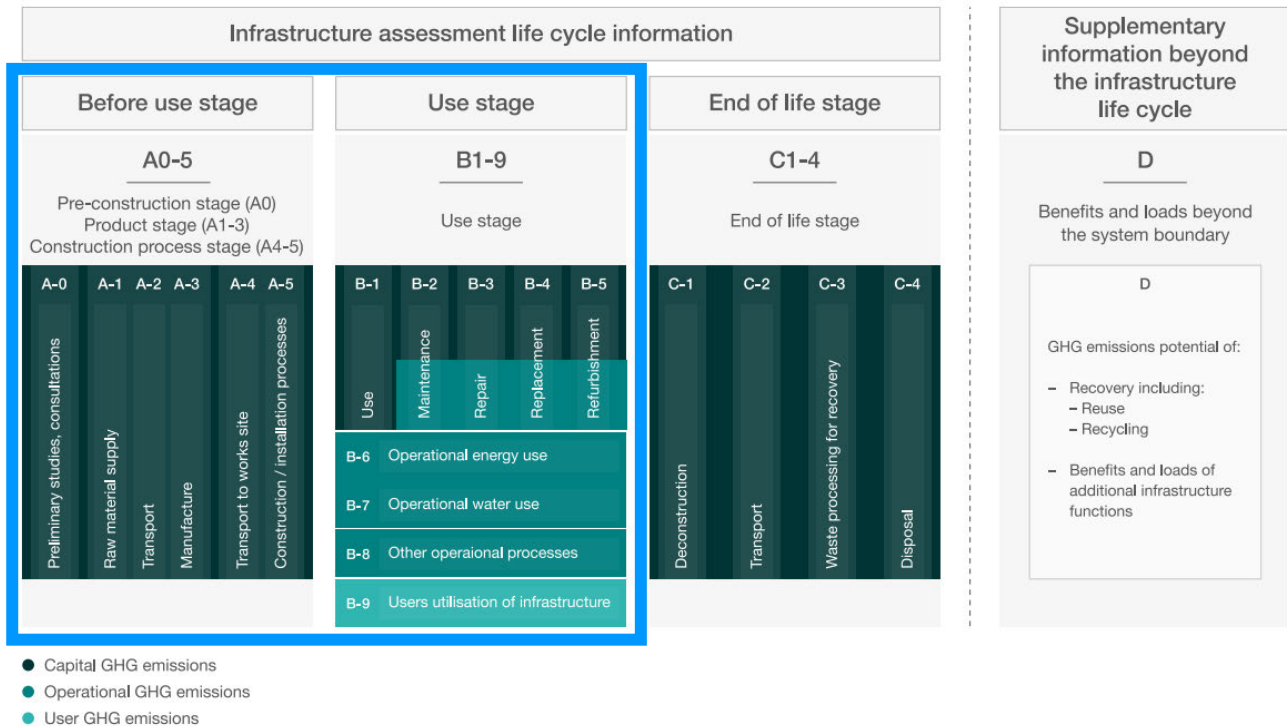 Infrastructure assessment life cycle information
Before use stage
Use stage
End of life stage
A0-5
Pre-construction stage (A0)
Product stage (A1-3)
Construction process stage (A4-5)
B1-9
Use stage
C1-4
End of life stage
A-0
A-1
A-2
A-3
A-4
A-5
Preliminary studies, consultations
Raw material supply
Transport
Manufacture
Transport to works site
Construction / installation processes
B-1
B-2
B-3
B-4
B-5
Use
Maintenance
Repair
Replacement
Refurbishment
B-6 Operational energy use
B-7 Operational water use
B-8 Other operaional processes
B-9 Users utilisation of infrastructure
C-1
C-2
C-3
C-4
Deconstruction
Transport
Waste processing for recovery
Disposal
Supplementary
information beyond
the infrastructure
life cycle
D
Benefits and loads beyond
the system boundary
D
GHG emissions potential of:
– Recovery including:
– Reuse
– Recycling
– Benefits and loads of
additional infrastructure
functions
Capital GHG emissions
Operational GHG emissions
User GHG emissions